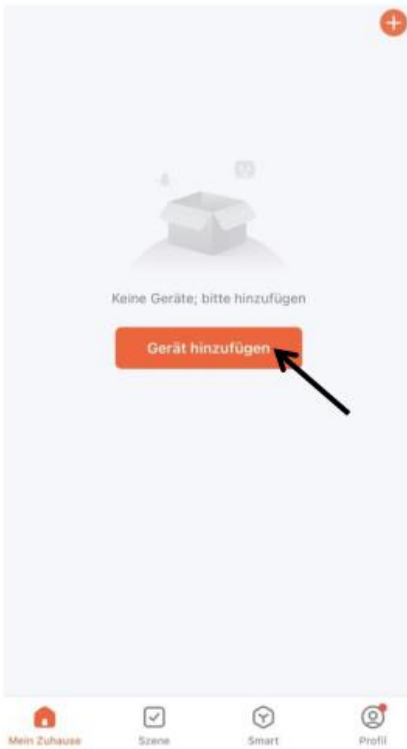 Keine Geräte; bitte hinzufügen
Gerät hinzufügen
Mein Zuhause
Szene
Smart
Profil